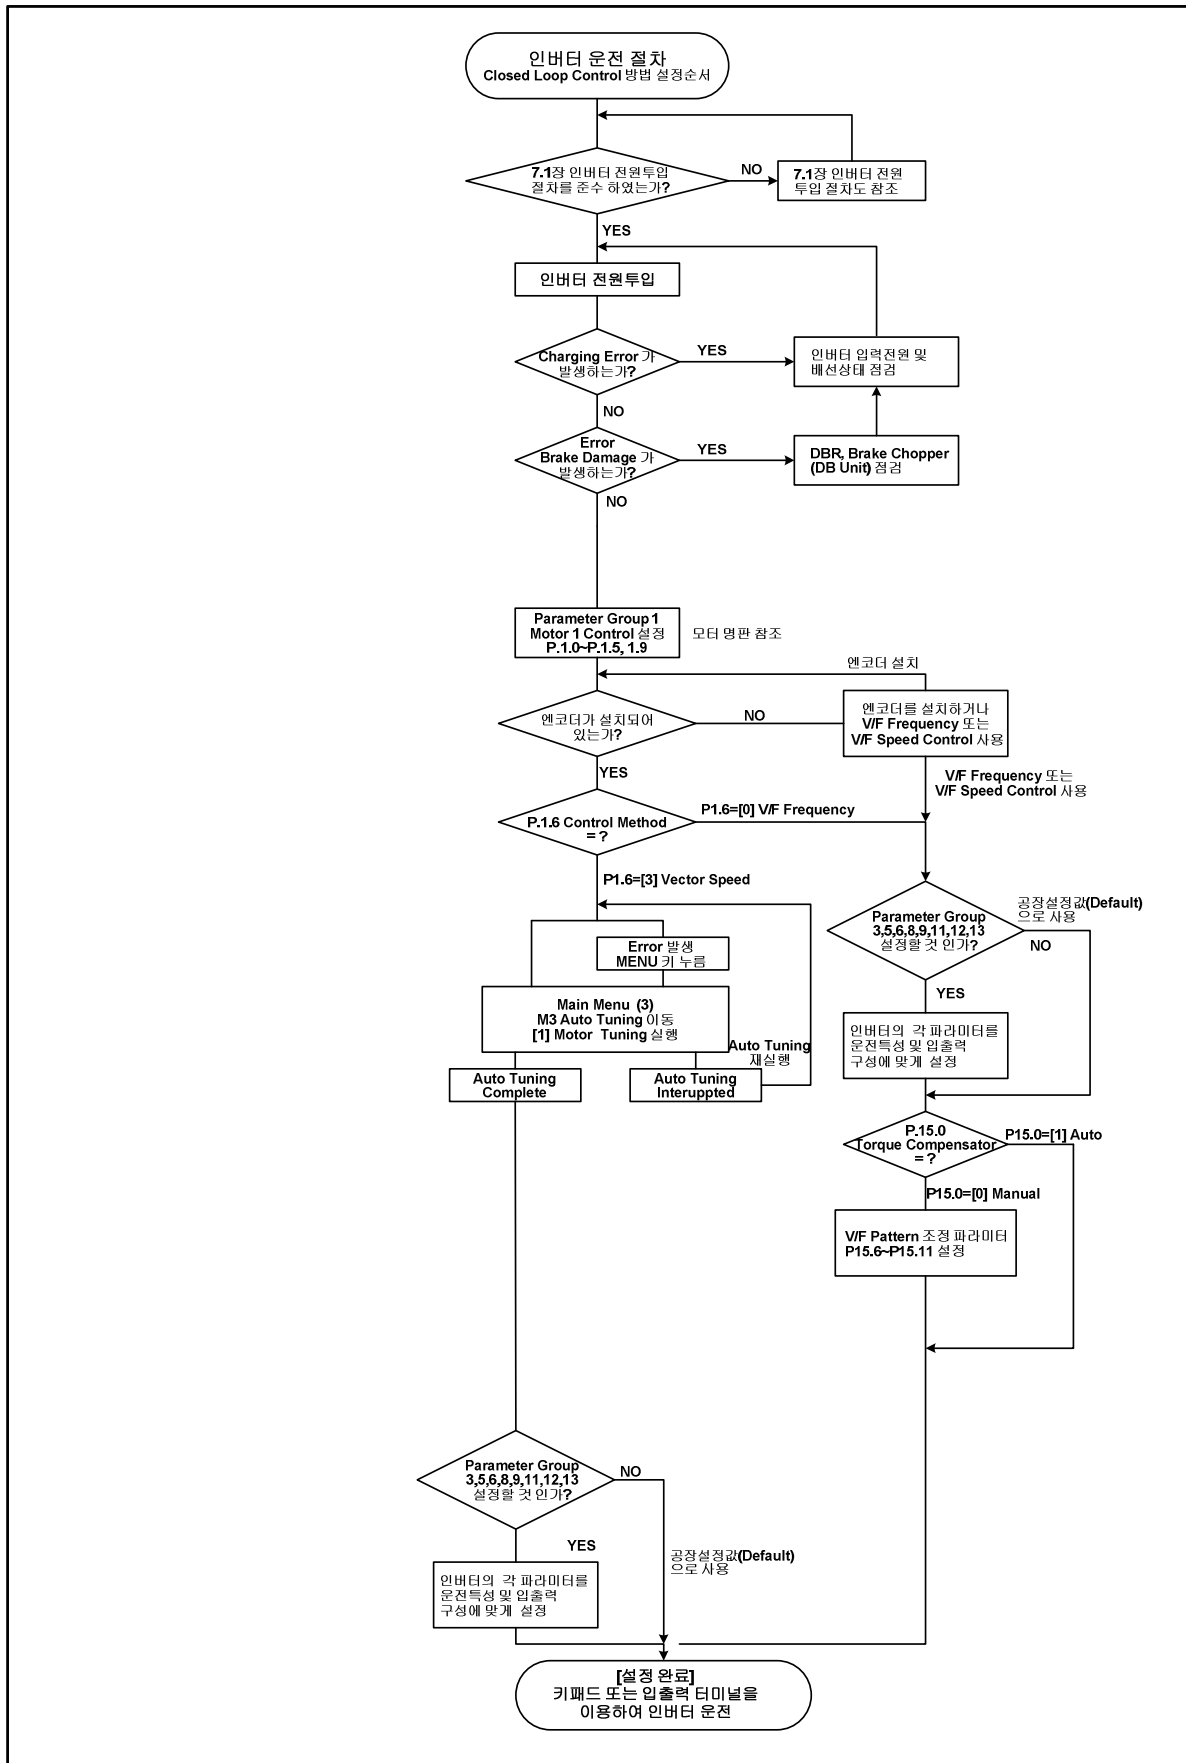 인버터 운전 절차
Closed Loop Control 방법 설정순서
7.1장 인버터 전원투입
절차를 준수 하였는가?
NO
7.1장 인버터 전원
투입 절차도 참조
YES
인버터 전원투입
Charging Error 가
발생하는가?
YES
인버터 입력전원 및
배선상태 점검
NO
Error
Brake Damage 가
발생하는가?
YES
DBR, Brake Chopper
(DB Unit) 점검
NO
Parameter Group 1
Motor 1 Control 설정
P.1.0~P.1.5, 1.9
모터 명판 참조
엔코더 설치
엔코더가 설치되어
있는가?
NO
엔코더를 설치하거나
V/F Frequency 또는
V/F Speed Control 사용
YES
V/F Frequency 또는
V/F Speed Control 사용
P.1.6 Control Method
= ?
P1.6=[0] V/F Frequency
P1.6=[3] Vector Speed
Error 발생
MENU 키 누름
Main Menu (3)
M3 Auto Tuning 이동
[1] Motor Tuning 실행
Auto Tuning
재실행
Auto Tuning
Complete
Auto Tuning
Interuppted
Parameter Group
3,5,6,8,9,11,12,13
설정할 것 인가?
공장설정값(Default)
으로 사용
NO
YES
인버터의 각 파라미터를
운전특성 및 입출력
구성에 맞게 설정
P.15.0
Torque Compensator
= ?
P15.0=[1] Auto
P15.0=[0] Manual
V/F Pattern 조정 파라미터
P15.6~P15.11 설정
Parameter Group
3,5,6,8,9,11,12,13
설정할 것 인가?
NO
YES
공장설정값(Default)
으로 사용
인버터의 각 파라미터를
운전특성 및 입출력
구성에 맞게 설정
[설정 완료]
키패드 또는 입출력 터미널을
이용하여 인버터 운전